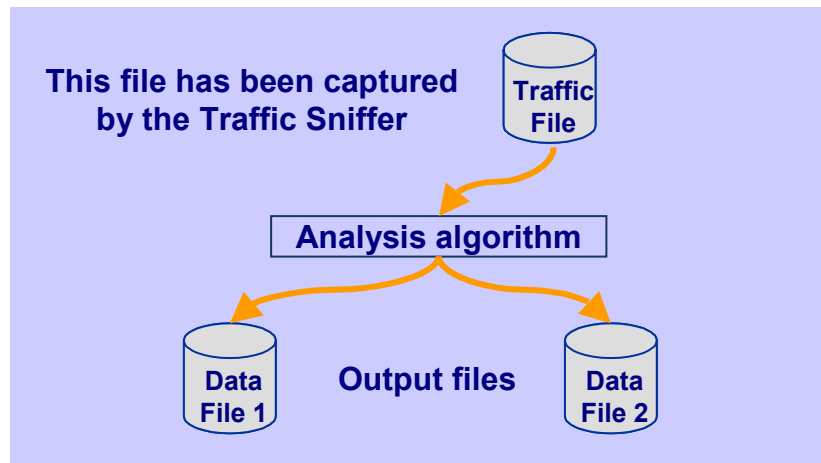 This file has been captured
by the Traffic Sniffer
Traffic
File
Analysis algorithm
Data
File 1
Output files
Data
File 2